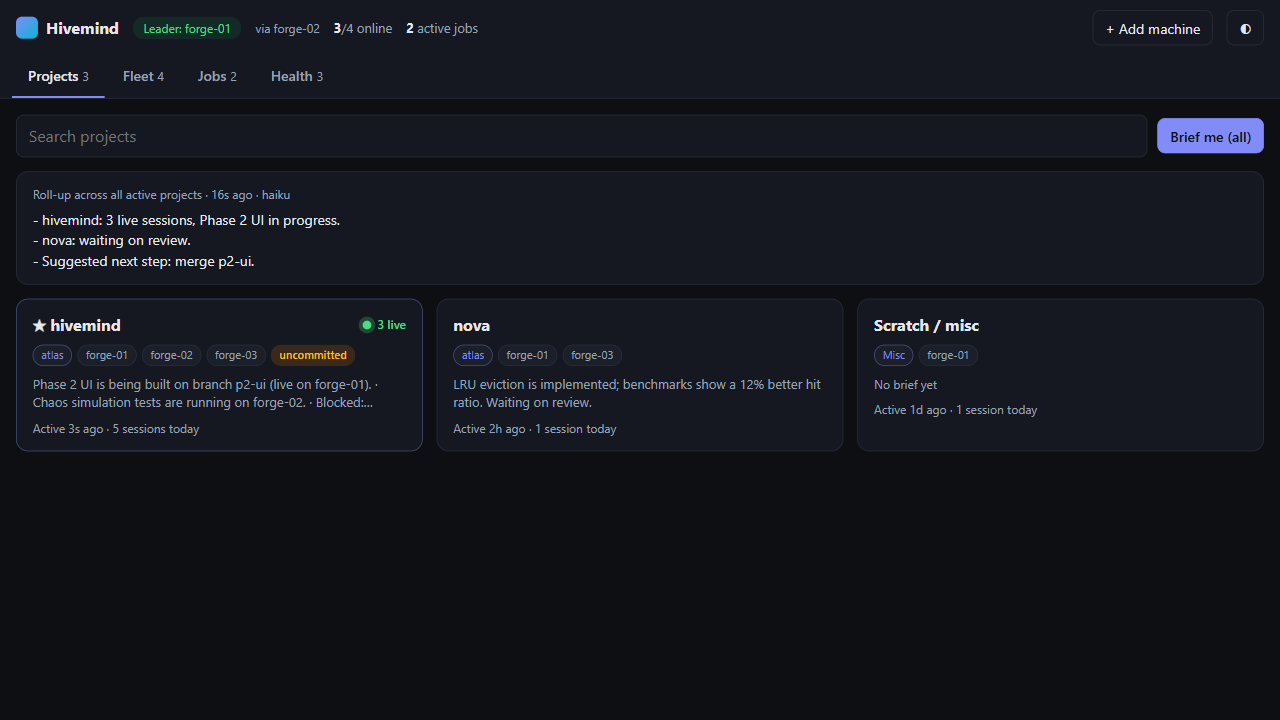 Hivemind Leader: forge-01 via forge-02 3/4 online 2 active jobs + Add machine
Projects 3 Fleet 4 Jobs 2 Health 3
Search projects Brief me (all)
Roll-up across all active projects · 16s ago · haiku
- hivemind: 3 live sessions, Phase 2 UI in progress.
- nova: waiting on review.
- Suggested next step: merge p2-ui.
★ hivemind 3 live
atlas forge-01 forge-02 forge-03 uncommitted
Phase 2 UI is being built on branch p2-ui (live on forge-01). ·
Chaos simulation tests are running on forge-02. · Blocked:...
Active 3s ago · 5 sessions today
nova
atlas forge-01 forge-03
LRU eviction is implemented; benchmarks show a 12% better hit
ratio. Waiting on review.
Active 2h ago · 1 session today
Scratch / misc
Misc forge-01
No brief yet
Active 1d ago · 1 session today